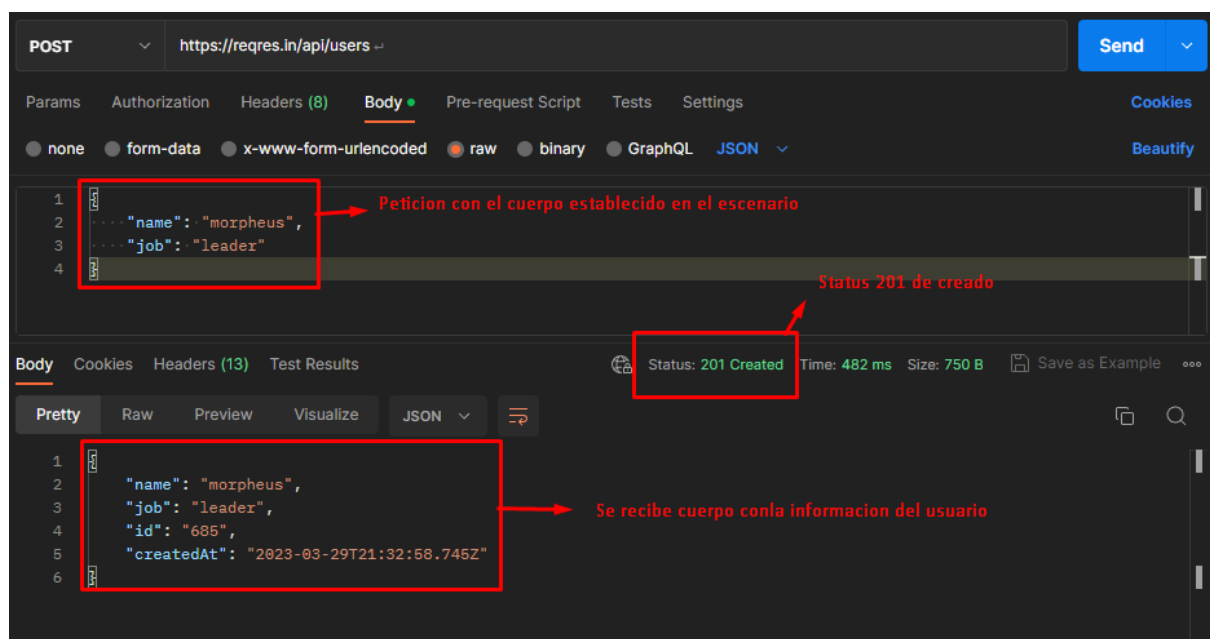 POST https://reqres.in/api/users Send
Params Authorization Headers (8) Body Pre-request Script Tests Settings Cookies
none form-data x-www-form-urlencoded raw binary GraphQL JSON Beautify
1 {
2 "name": "morpheus", Peticion con el cuerpo establecido en el escenario
3 "job": "leader"
4 }
Status 201 de creado
Body Cookies Headers (13) Test Results Status: 201 Created Time: 482 ms Size: 750 B Save as Example
Pretty Raw Preview Visualize JSON
1 {
2 "name": "morpheus",
3 "job": "leader", Se recibe cuerpo conla informacion del usuario
4 "id": "685",
5 "createdAt": "2023-03-29T21:32:58.745Z"
6 }